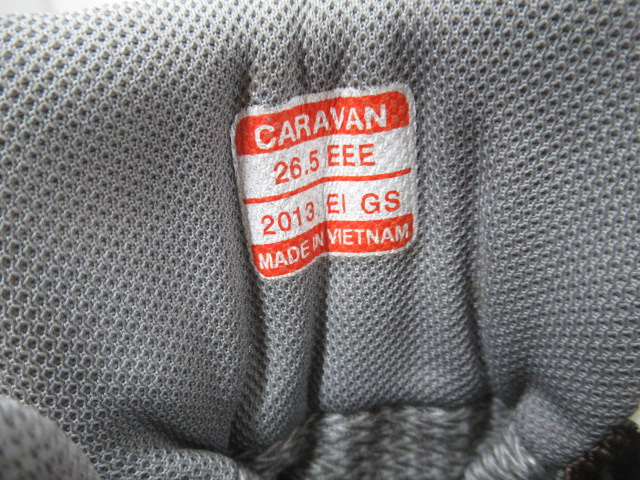 CARAVAN
26.5 EEE
2013 EI GS
MADE IN VIETNAM